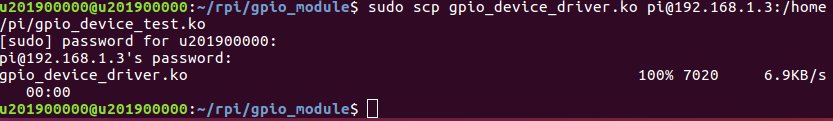 u201900000@u201900000:~/rpi/gpio_module$ sudo scp gpio_device_driver.ko pi@192.168.1.3:/home
/pi/gpio_device_test.ko
[sudo] password for u201900000:
pi@192.168.1.3's password:
gpio_device_driver.ko 100% 7020 6.9KB/s
00:00
u201900000@u201900000:~/rpi/gpio_module$